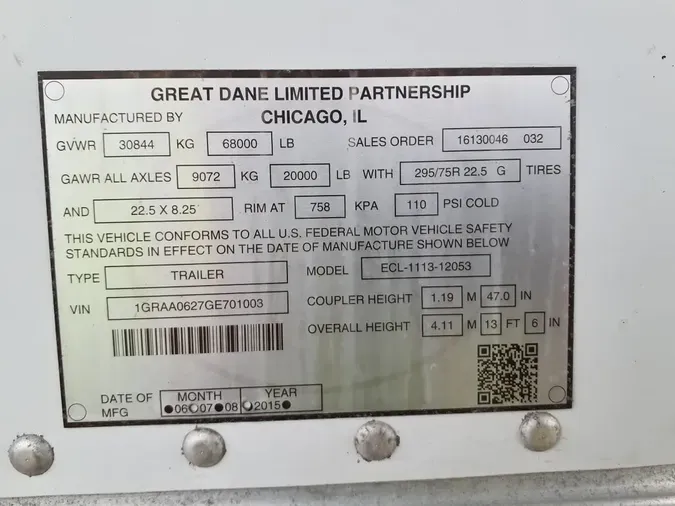 GREAT DANE LIMITED PARTNERSHIP
MANUFACTURED BY CHICAGO, IL
GVWR 30844 KG 68000 LB SALES ORDER 16130046 032
GAWR ALL AXLES 9072 KG 20000 LB WITH 295/75R 22.5 G TIRES
AND 22.5 X 8.25 RIM AT 758 KPA 110 PSI COLD
THIS VEHICLE CONFORMS TO ALL U.S. FEDERAL MOTOR VEHICLE SAFETY
STANDARDS IN EFFECT ON THE DATE OF MANUFACTURE SHOWN BELOW
TYPE TRAILER MODEL ECL-1113-12053
VIN 1GRAA0627GE701003 COUPLER HEIGHT 1.19 M 47.0 IN
OVERALL HEIGHT 4.11 M 13 FT 6 IN
DATE OF MFG MONTH YEAR
06 07 08 2015